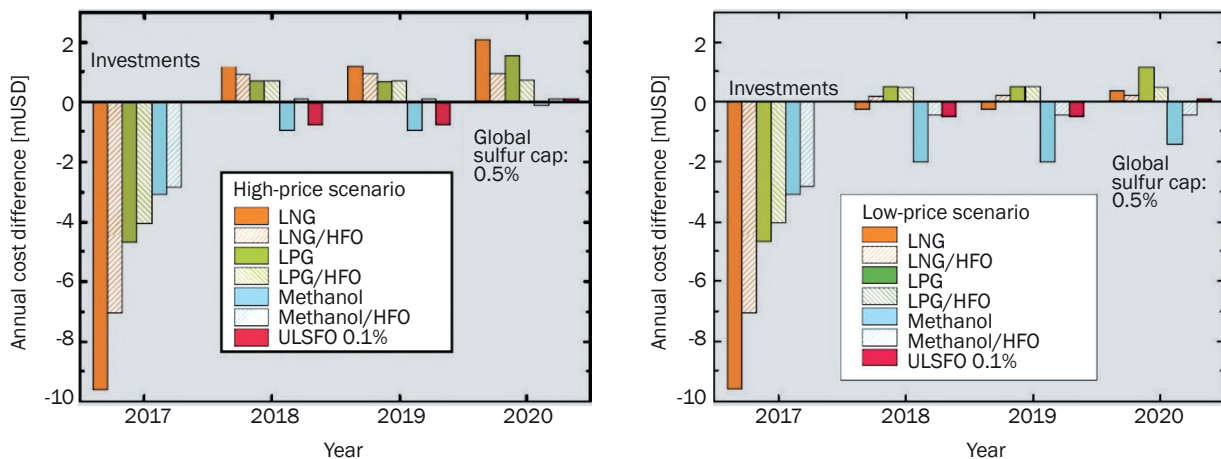 Annual cost difference [mUSD]
2
0
-2
-4
-6
-8
-10
Investments
Global
sulfur cap:
0.5%
High-price scenario
LNG
LNG/HFO
LPG
LPG/HFO
Methanol
Methanol/HFO
ULSFO 0.1%
2017
2018
2019
2020
Year
Annual cost difference [mUSD]
2
0
-2
-4
-6
-8
-10
Investments
Global
sulfur cap:
0.5%
Low-price scenario
LNG
LNG/HFO
LPG
LPG/HFO
Methanol
Methanol/HFO
ULSFO 0.1%
2017
2018
2019
2020
Year